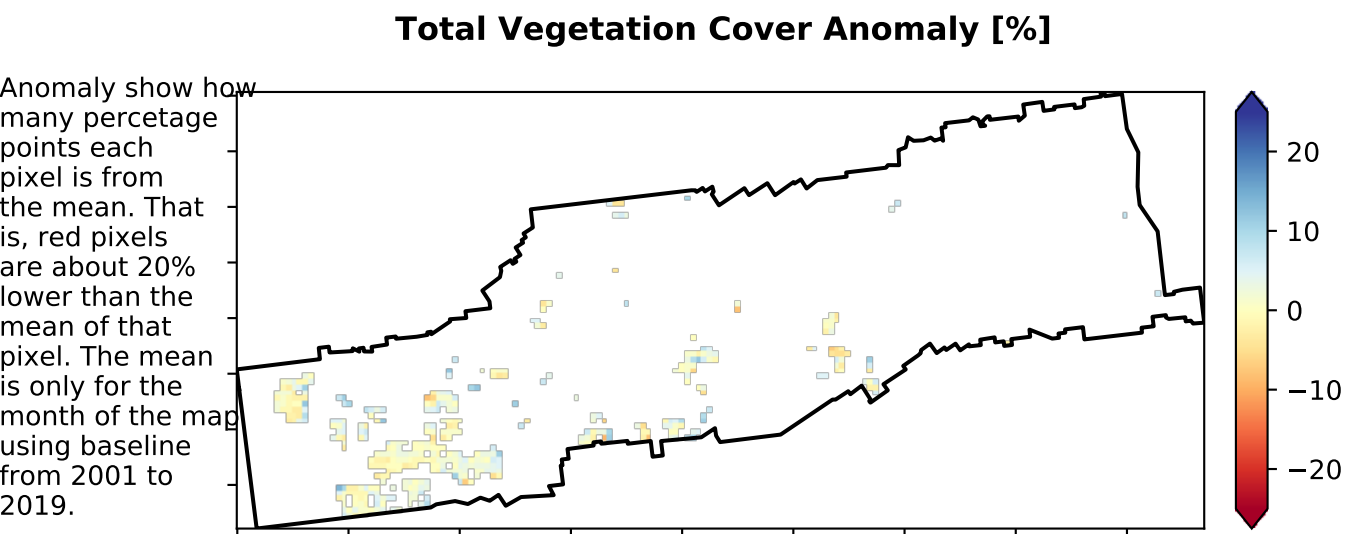 Total Vegetation Cover Anomaly [%]
Anomaly show how
many percetage
points each
pixel is from
the mean. That
is, red pixels
are about 20%
lower than the
mean of that
pixel. The mean
is only for the
month of the map
using baseline
from 2001 to
2019.
20
10
0
−10
−20